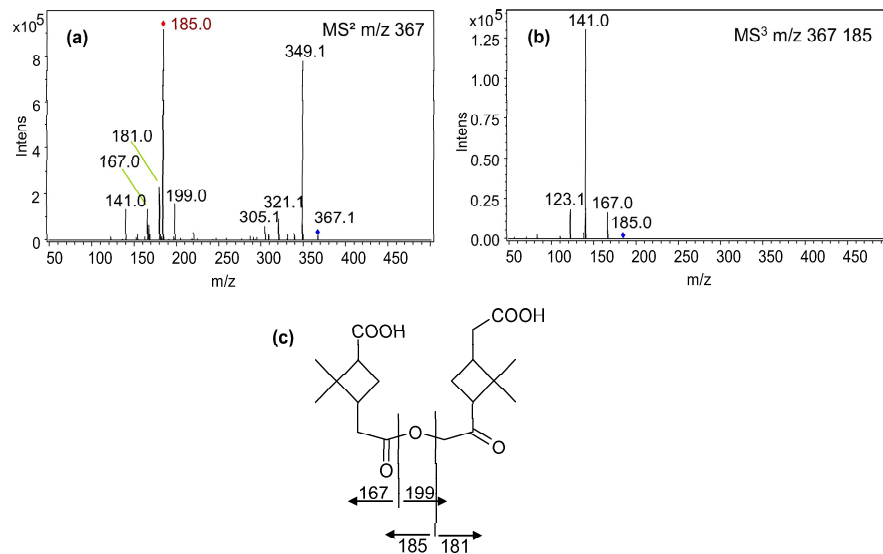 x10⁵
(a)
185.0
MS² m/z 367
349.1
181.0
167.0
141.0
199.0
305.1
321.1
367.1
Intens
8
6
4
2
0
50 100 150 200 250 300 350 400 450
m/z
x10⁵
(b)
141.0
MS³ m/z 367 185
123.1
167.0
185.0
Intens
1.25
1.00
0.75
0.50
0.25
0.00
50 100 150 200 250 300 350 400 450
m/z
(c)
COOH
COOH
O
O
O
167 199
185 181